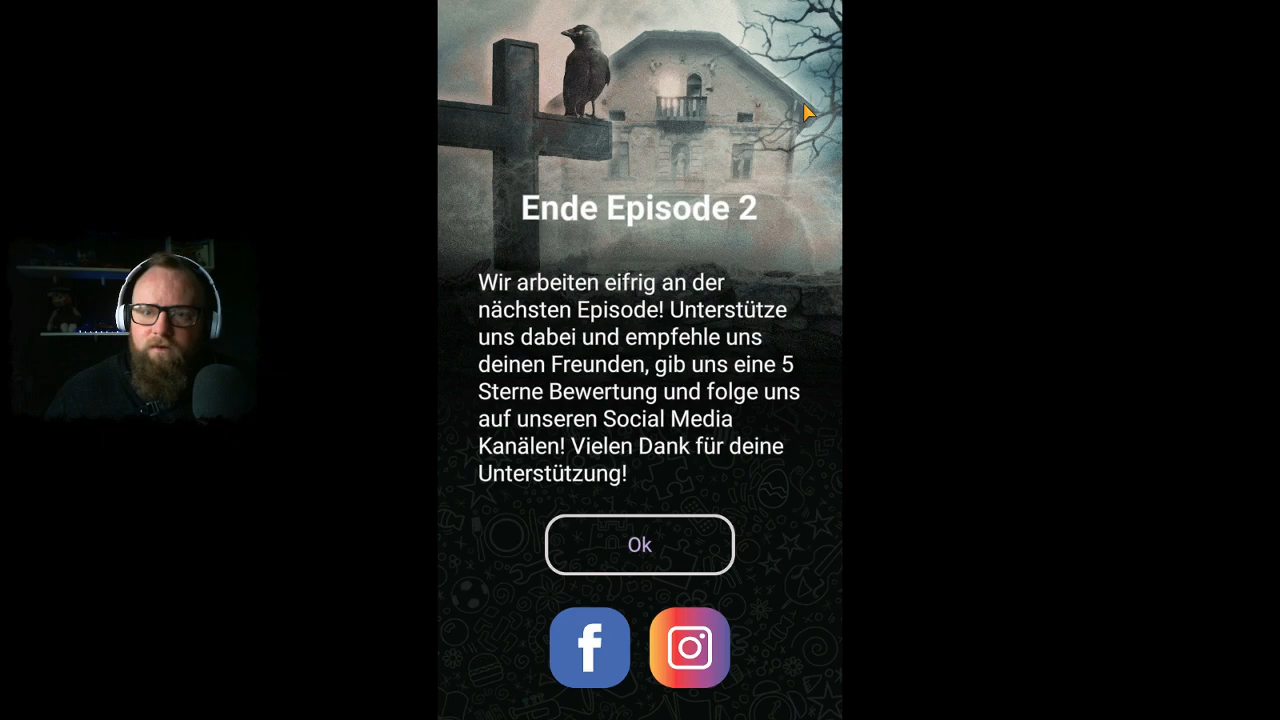 Ende Episode 2
Wir arbeiten eifrig an der
nächsten Episode! Unterstütze
uns dabei und empfehle uns
deinen Freunden, gib uns eine 5
Sterne Bewertung und folge uns
auf unseren Social Media
Kanälen! Vielen Dank für deine
Unterstützung!
Ok